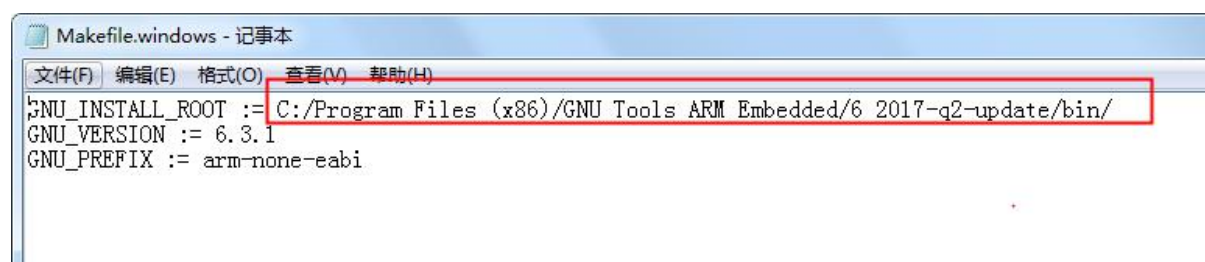 Makefile.windows - 记事本
文件(F) 编辑(E) 格式(O) 查看(V) 帮助(H)
GNU_INSTALL_ROOT := C:/Program Files (x86)/GNU Tools ARM Embedded/6 2017-q2-update/bin/
GNU_VERSION := 6.3.1
GNU_PREFIX := arm-none-eabi